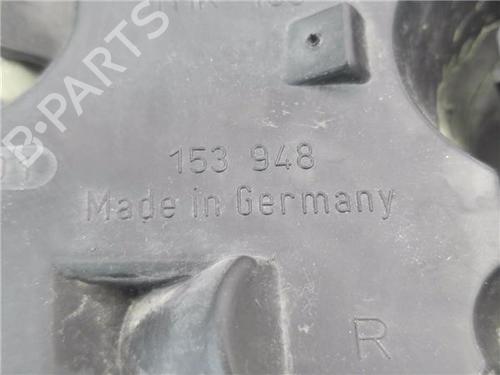 153 948
Made in Germany
R
B-PARTS